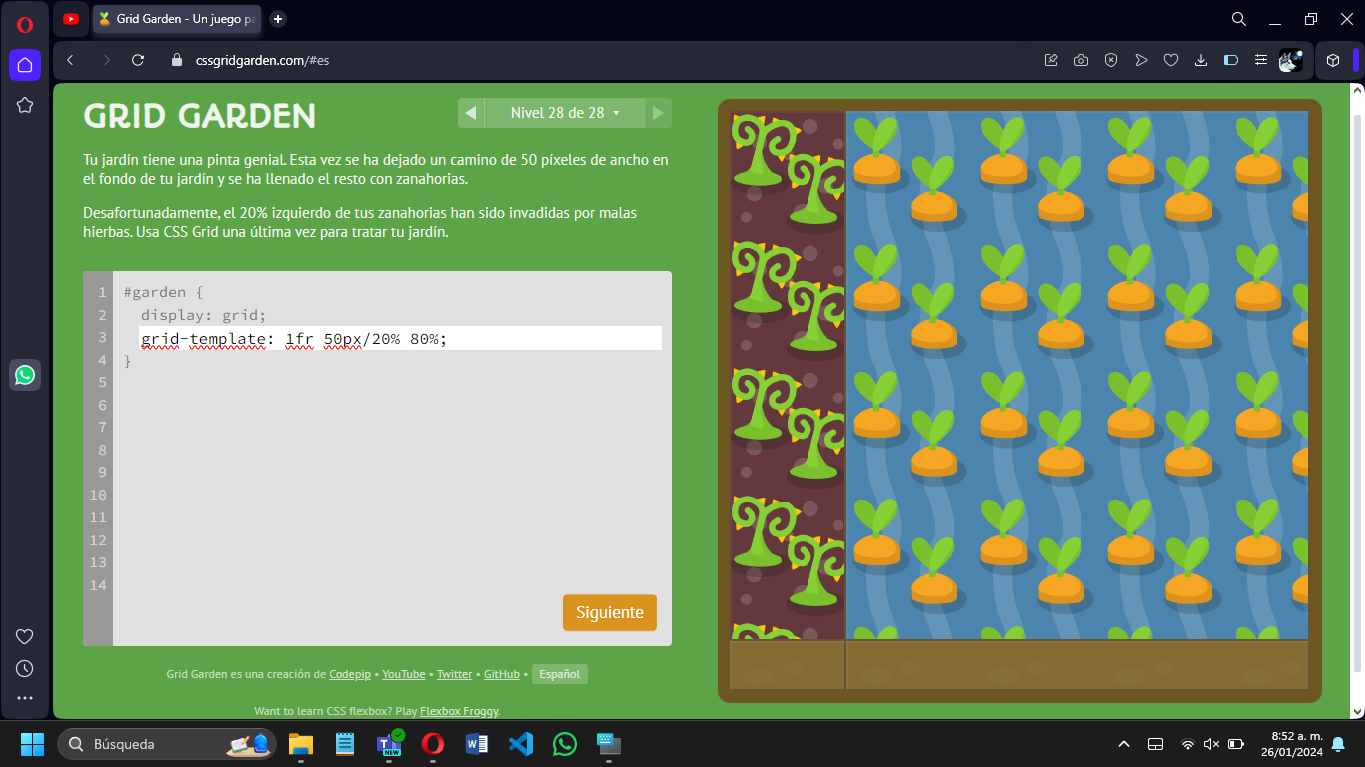 Grid Garden - Un juego pa
cssgridgarden.com/#es
GRID GARDEN
Nivel 28 de 28
Tu jardín tiene una pinta genial. Esta vez se ha dejado un camino de 50 píxeles de ancho en
el fondo de tu jardín y se ha llenado el resto con zanahorias.
Desafortunadamente, el 20% izquierdo de tus zanahorias han sido invadidas por malas
hierbas. Usa CSS Grid una última vez para tratar tu jardín.
1 #garden {
2 display: grid;
3 grid-template: 1fr 50px/20% 80%;
4 }
5
6
7
8
9
10
11
12
13
14
Siguiente
Grid Garden es una creación de Codepip • YouTube • Twitter • GitHub • Español
Want to learn CSS flexbox? Play Flexbox Froggy.
Búsqueda
NEW
8:52 a. m.
26/01/2024